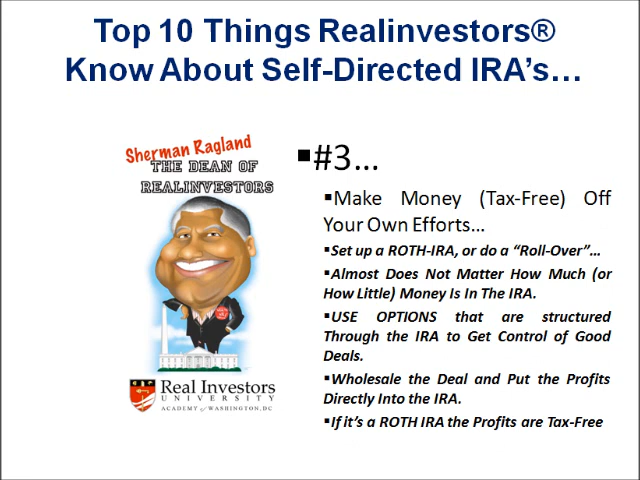 Top 10 Things Realinvestors®
Know About Self-Directed IRA's…
Sherman Ragland
THE DEAN OF
REALINVESTORS
Real Investors
UNIVERSITY
ACADEMY of WASHINGTON, DC
▪#3…
▪Make Money (Tax-Free) Off
Your Own Efforts…
▪Set up a ROTH-IRA, or do a “Roll-Over”…
▪Almost Does Not Matter How Much (or
How Little) Money Is In The IRA.
▪USE OPTIONS that are structured
Through the IRA to Get Control of Good
Deals.
▪Wholesale the Deal and Put the Profits
Directly Into the IRA.
▪If it’s a ROTH IRA the Profits are Tax-Free